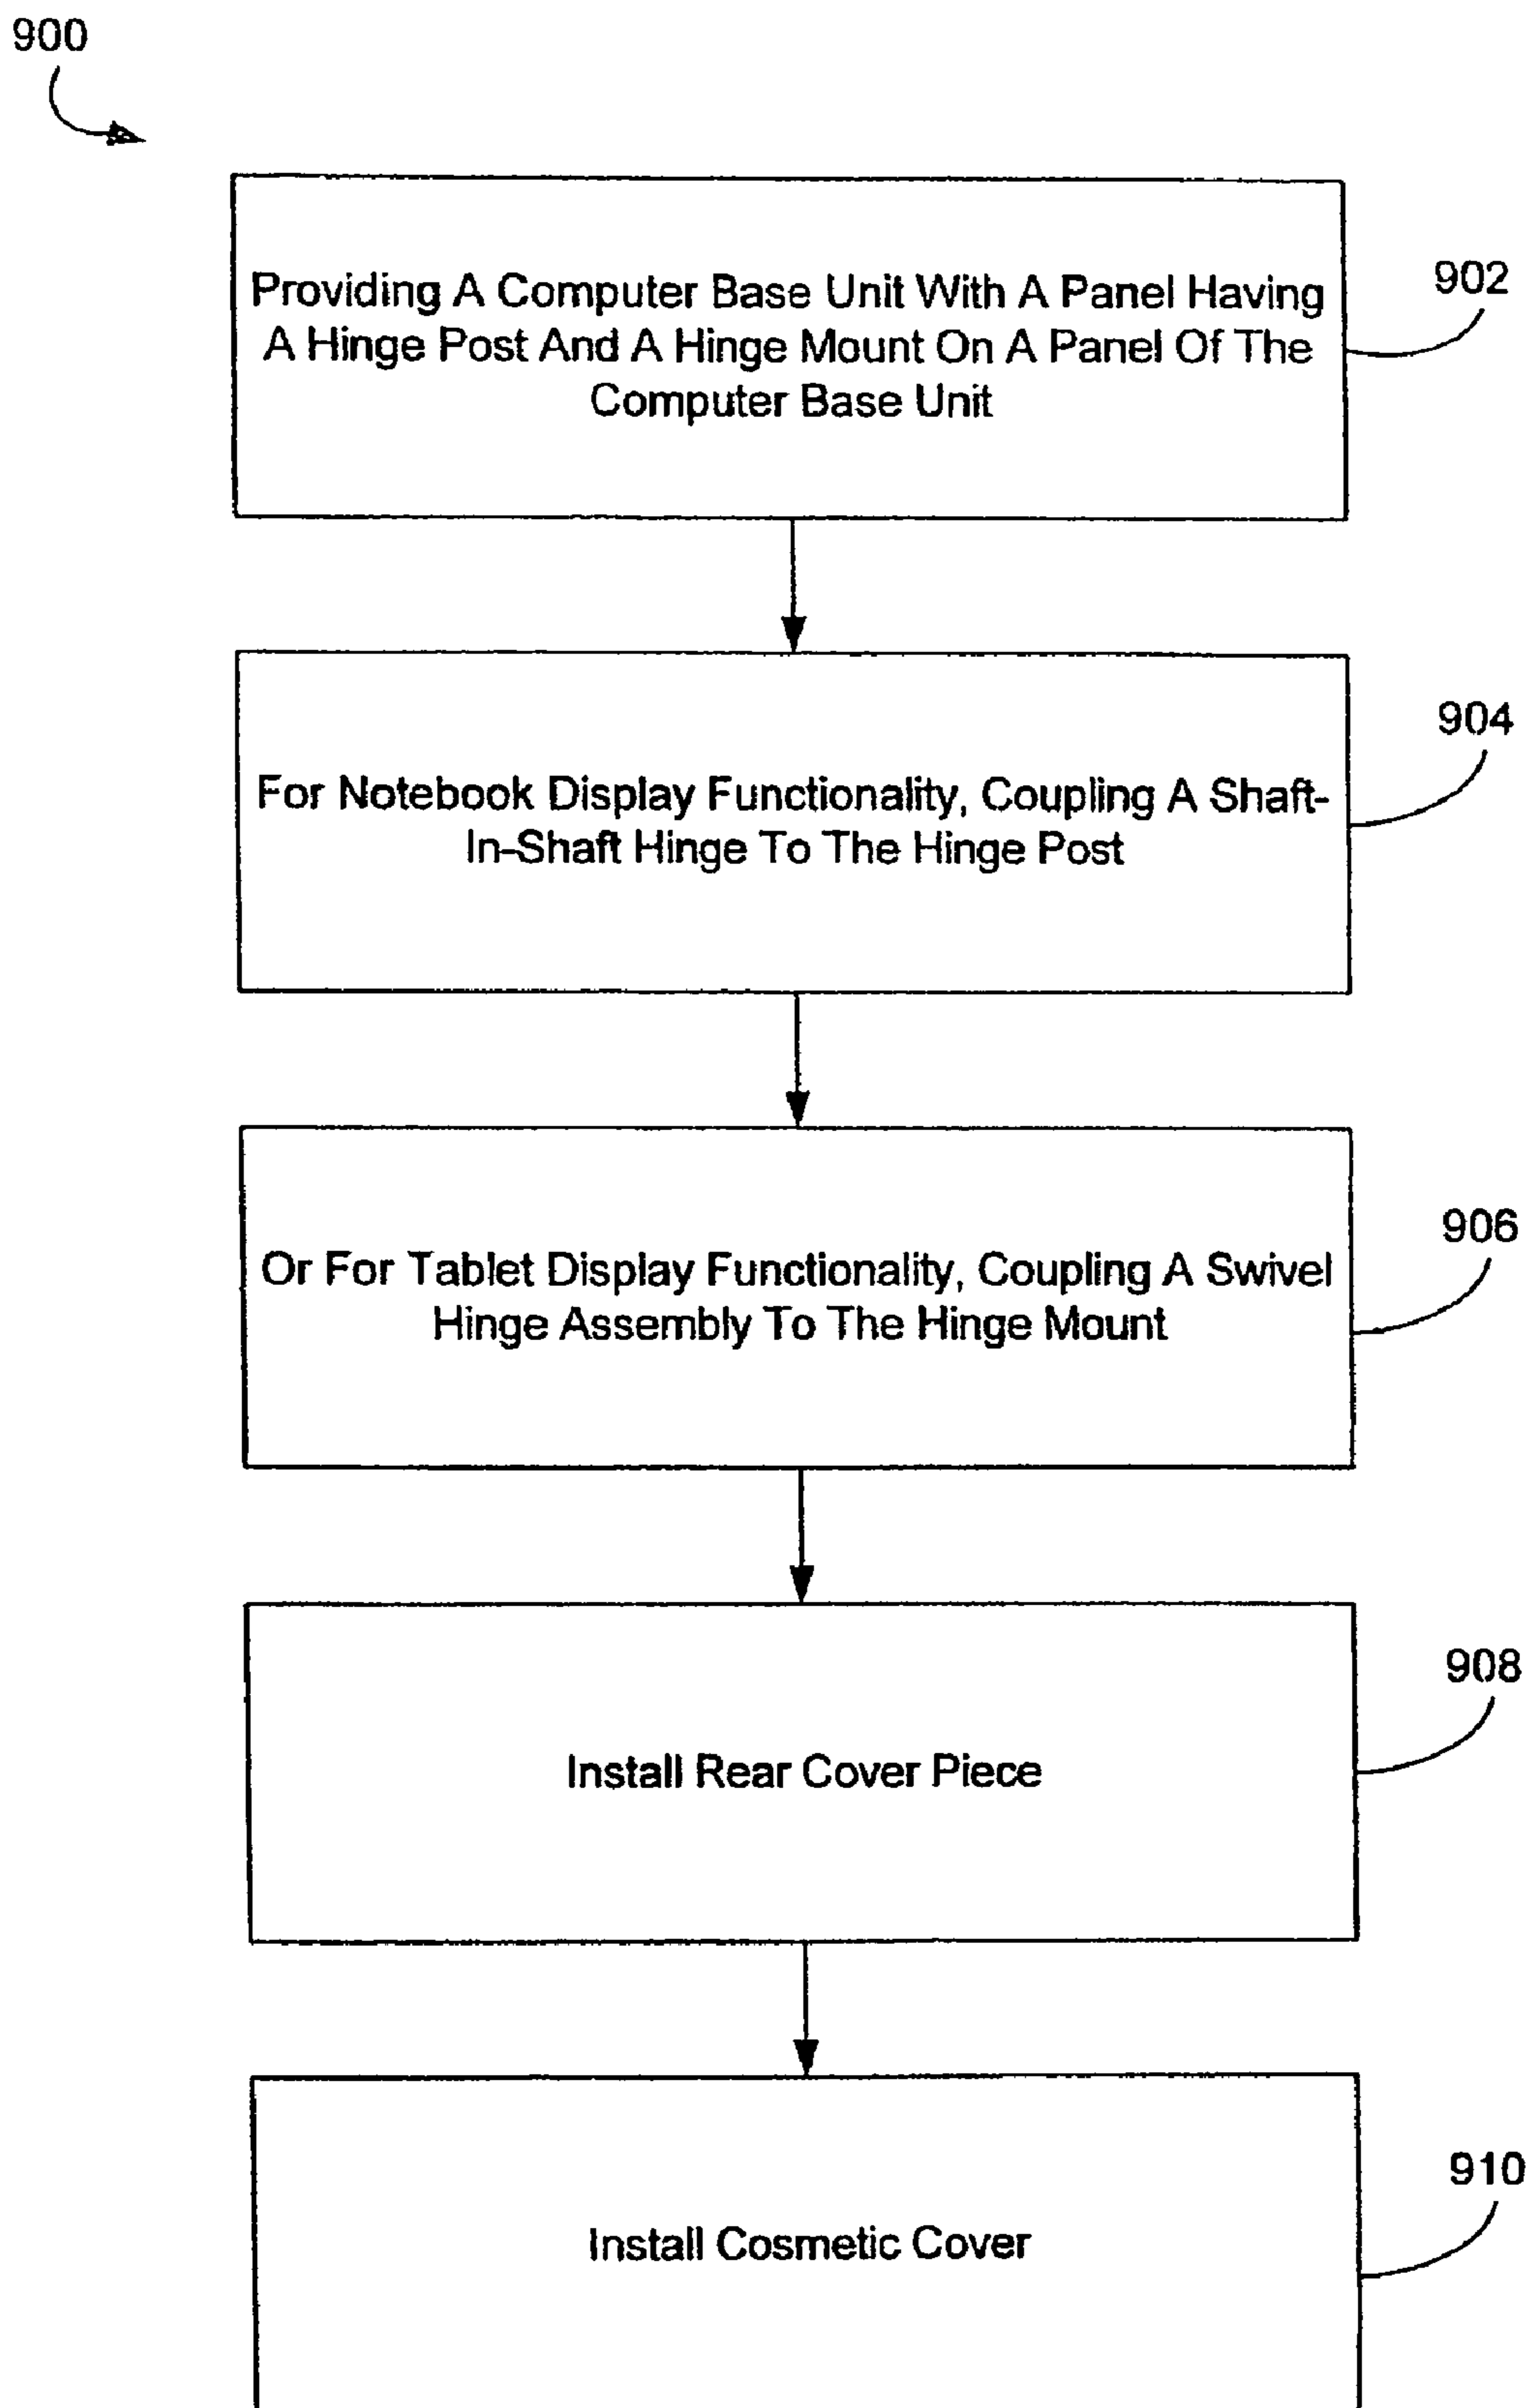 900
Providing A Computer Base Unit With A Panel Having
A Hinge Post And A Hinge Mount On A Panel Of The
Computer Base Unit
902
For Notebook Display Functionality, Coupling A Shaft-
In-Shaft Hinge To The Hinge Post
904
Or For Tablet Display Functionality, Coupling A Swivel
Hinge Assembly To The Hinge Mount
906
Install Rear Cover Piece
908
Install Cosmetic Cover
910